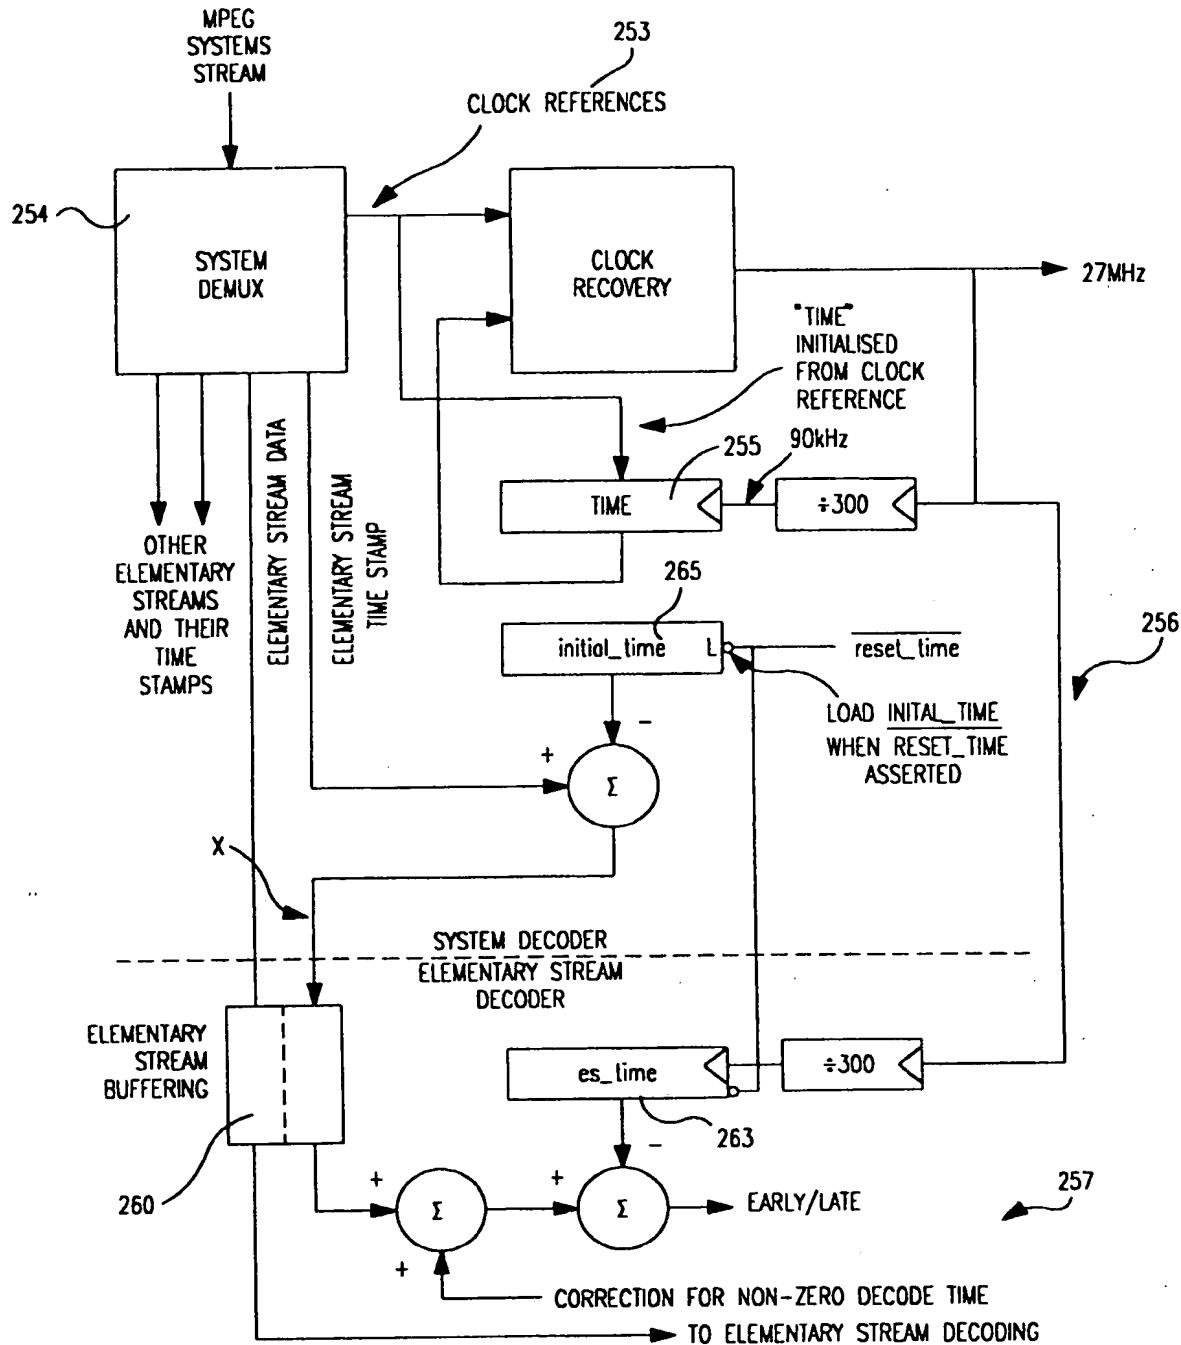 MPEG
SYSTEMS
STREAM
253
CLOCK REFERENCES
254
SYSTEM
DEMUX
CLOCK
RECOVERY
27MHz
"TIME"
INITIALISED
FROM CLOCK
REFERENCE
255
90kHz
TIME
÷300
OTHER
ELEMENTARY
STREAMS
AND THEIR
TIME
STAMPS
ELEMENTARY STREAM DATA
ELEMENTARY STREAM
TIME STAMP
265
initial_time L
reset_time
256
LOAD INITAL_TIME
WHEN RESET_TIME
ASSERTED
−
+
Σ
X
SYSTEM DECODER
ELEMENTARY STREAM
DECODER
ELEMENTARY
STREAM
BUFFERING
es_time
÷300
263
−
260
+
Σ
+
+
Σ
EARLY/LATE
257
CORRECTION FOR NON-ZERO DECODE TIME
TO ELEMENTARY STREAM DECODING